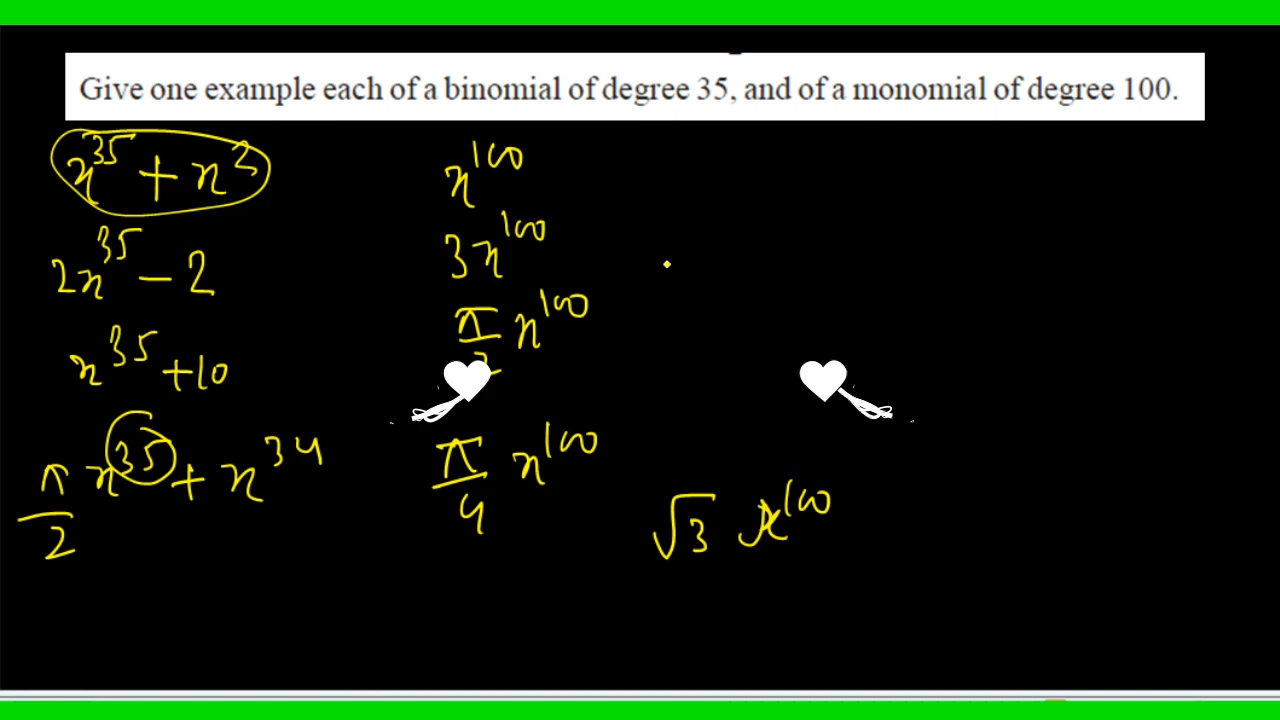 Give one example each of a binomial of degree 35, and of a monomial of degree 100.
x³⁵ + x³
2x³⁵ − 2
x³⁵ + 10
π/2 x³⁵ + x³⁴
x¹⁰⁰
3x¹⁰⁰
π/2 x¹⁰⁰
π/4 x¹⁰⁰
√3 x¹⁰⁰